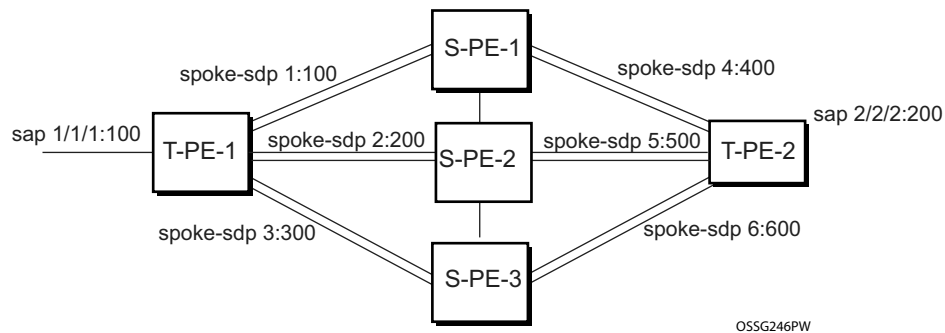 S-PE-1
spoke-sdp 1:100
spoke-sdp 4:400
sap 1/1/1:100
sap 2/2/2:200
T-PE-1
spoke-sdp 2:200
S-PE-2
spoke-sdp 5:500
T-PE-2
spoke-sdp 3:300
spoke-sdp 6:600
S-PE-3
OSSG246PW